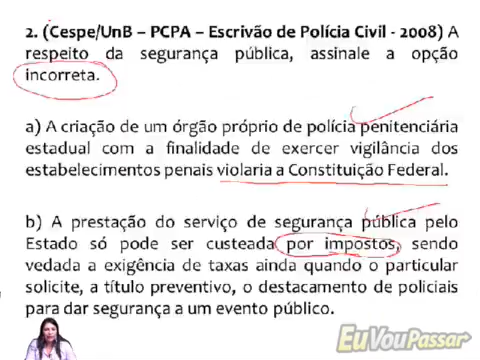 2. (Cespe/UnB – PCPA – Escrivão de Polícia Civil - 2008) A
respeito da segurança pública, assinale a opção
incorreta.
a) A criação de um órgão próprio de polícia penitenciária
estadual com a finalidade de exercer vigilância dos
estabelecimentos penais violaria a Constituição Federal.
b) A prestação do serviço de segurança pública pelo
Estado só pode ser custeada por impostos, sendo
vedada a exigência de taxas ainda quando o particular
solicite, a título preventivo, o destacamento de policiais
para dar segurança a um evento público.
EuVouPassar